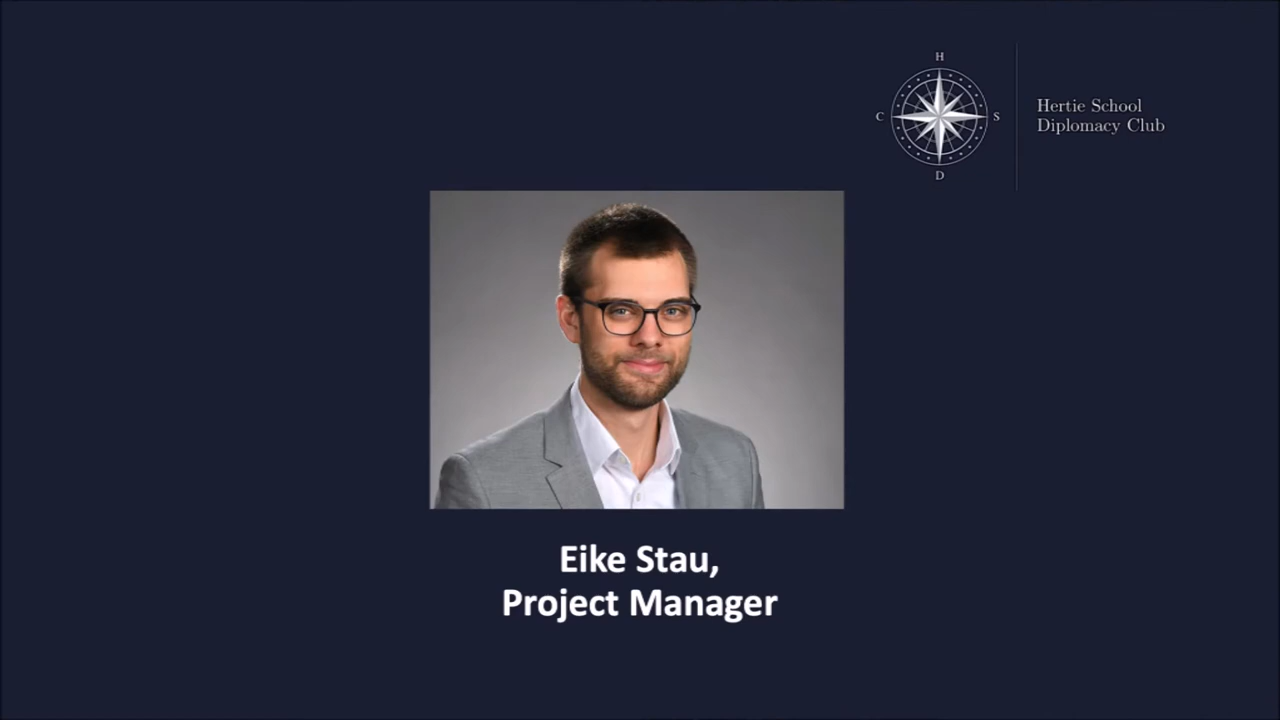 H
C
S
D
Hertie School
Diplomacy Club
Eike Stau,
Project Manager